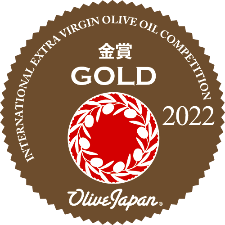 INTERNATIONAL EXTRA VIRGIN OLIVE OIL COMPETITION
金賞
GOLD
2022
OliveJapan®